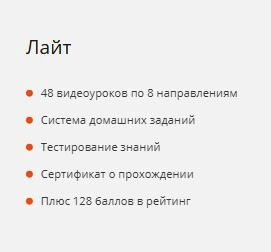 Лайт
48 видеоуроков по 8 направлениям
Система домашних заданий
Тестирование знаний
Сертификат о прохождении
Плюс 128 баллов в рейтинг